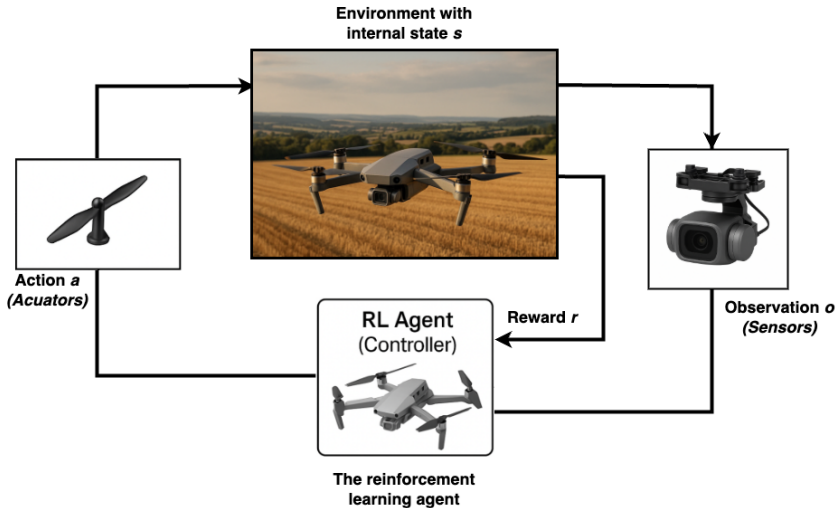 Environment with
internal state s
Action a
(Acuators)
RL Agent
(Controller)
Reward r
Observation o
(Sensors)
The reinforcement
learning agent